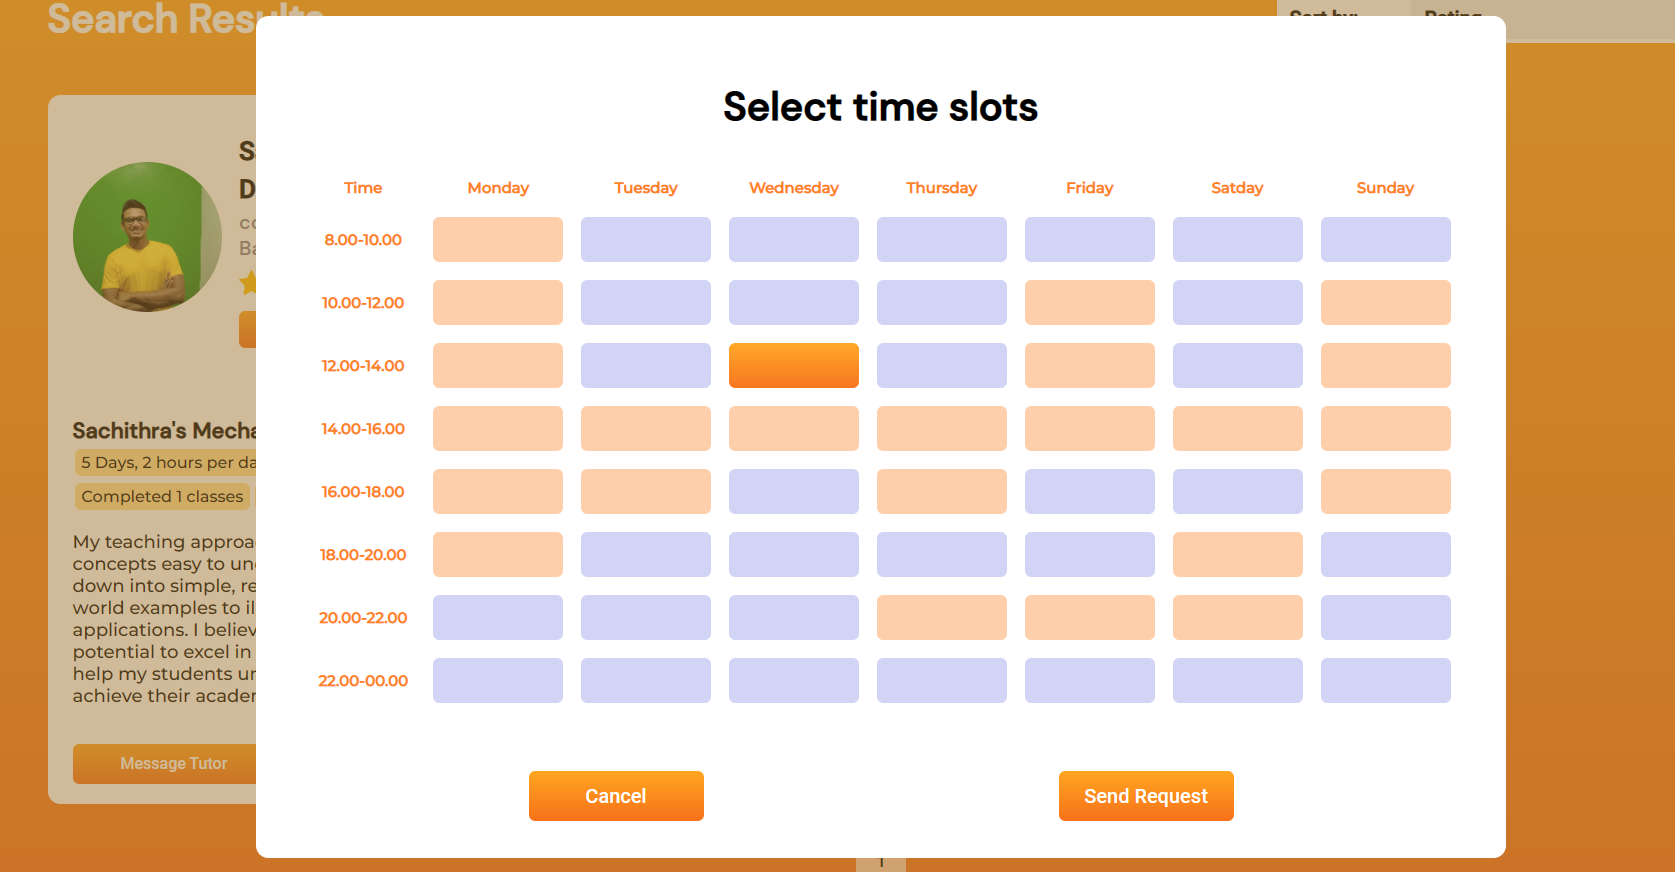 Search Results
Sort by:
Rating
Select time slots
Time Monday Tuesday Wednesday Thursday Friday Satday Sunday
8.00-10.00
10.00-12.00
12.00-14.00
14.00-16.00
16.00-18.00
18.00-20.00
20.00-22.00
22.00-00.00
Cancel
Send Request
Sachithra's Mecha
5 Days, 2 hours per da
Completed 1 classes
My teaching approa
concepts easy to un
down into simple, re
world examples to il
applications. I believ
potential to excel in
help my students un
achieve their acader
Message Tutor
1